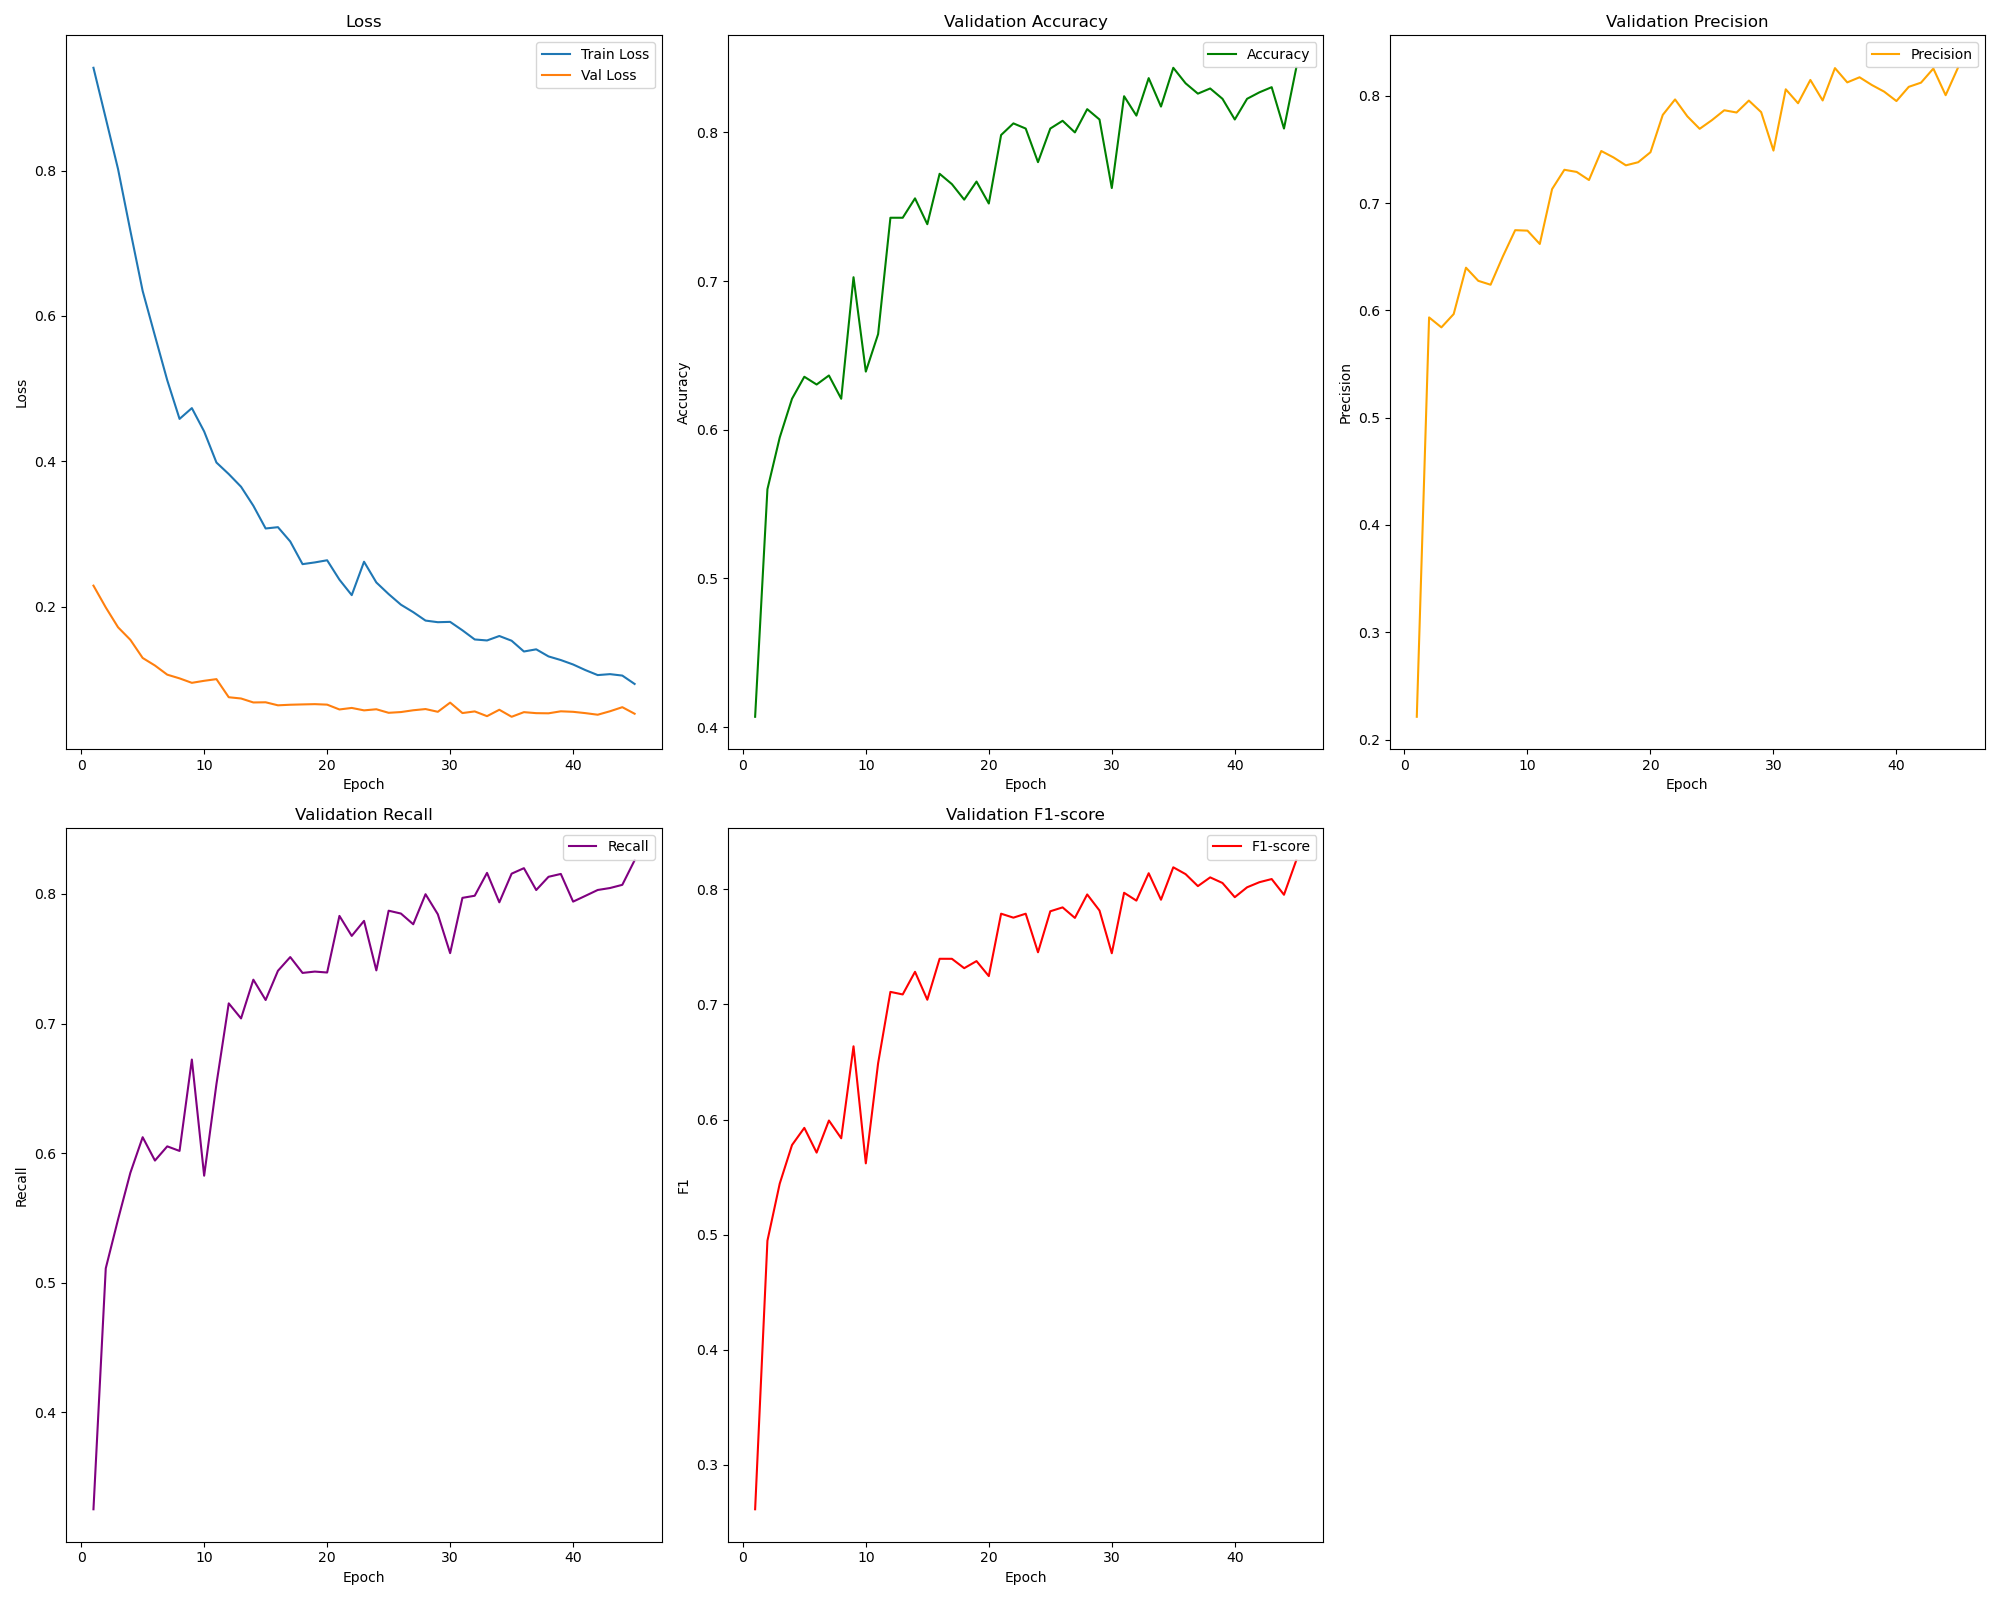 Loss
Train Loss
Val Loss
Loss
0.8
0.6
0.4
0.2
0 10 20 30 40
Epoch
Validation Accuracy
Accuracy
Accuracy
0.8
0.7
0.6
0.5
0.4
0 10 20 30 40
Epoch
Validation Precision
Precision
Precision
0.8
0.7
0.6
0.5
0.4
0.3
0.2
0 10 20 30 40
Epoch
Validation Recall
Recall
Recall
0.8
0.7
0.6
0.5
0.4
0 10 20 30 40
Epoch
Validation F1-score
F1-score
F1
0.8
0.7
0.6
0.5
0.4
0.3
0 10 20 30 40
Epoch